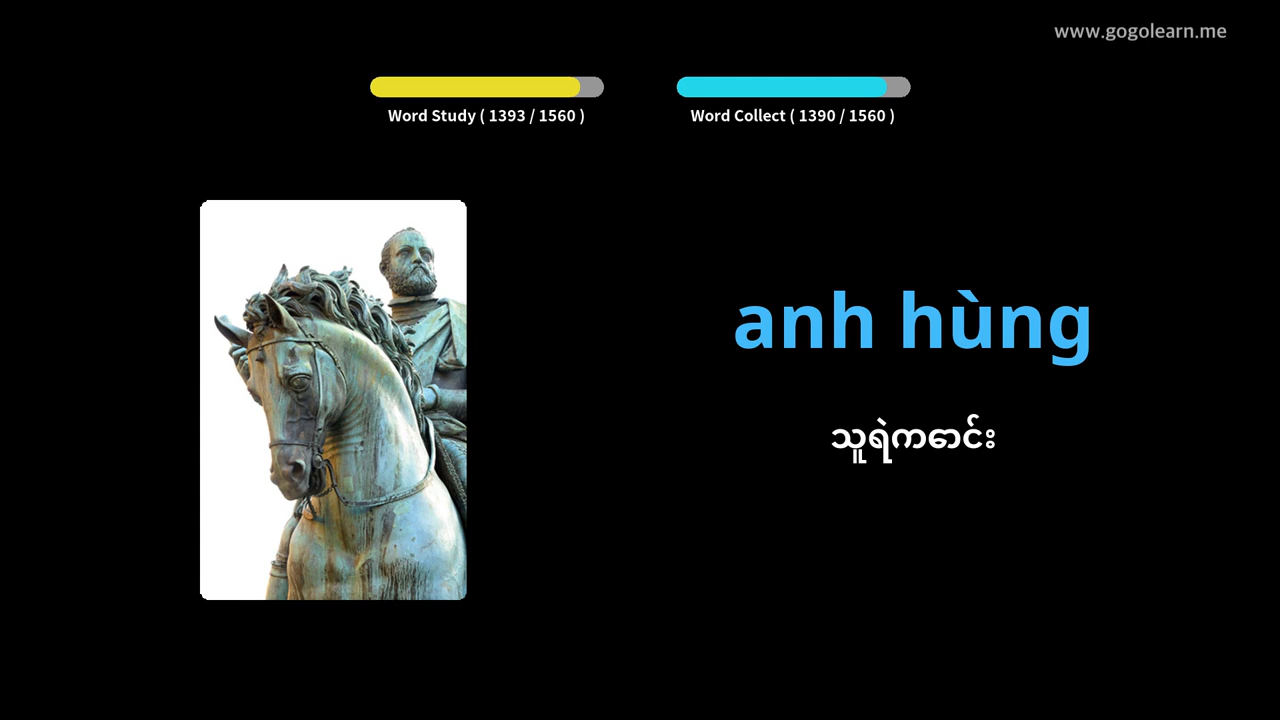 www.gogolearn.me
Word Study ( 1393 / 1560 )
Word Collect ( 1390 / 1560 )
anh hùng
သူရဲကောင်း